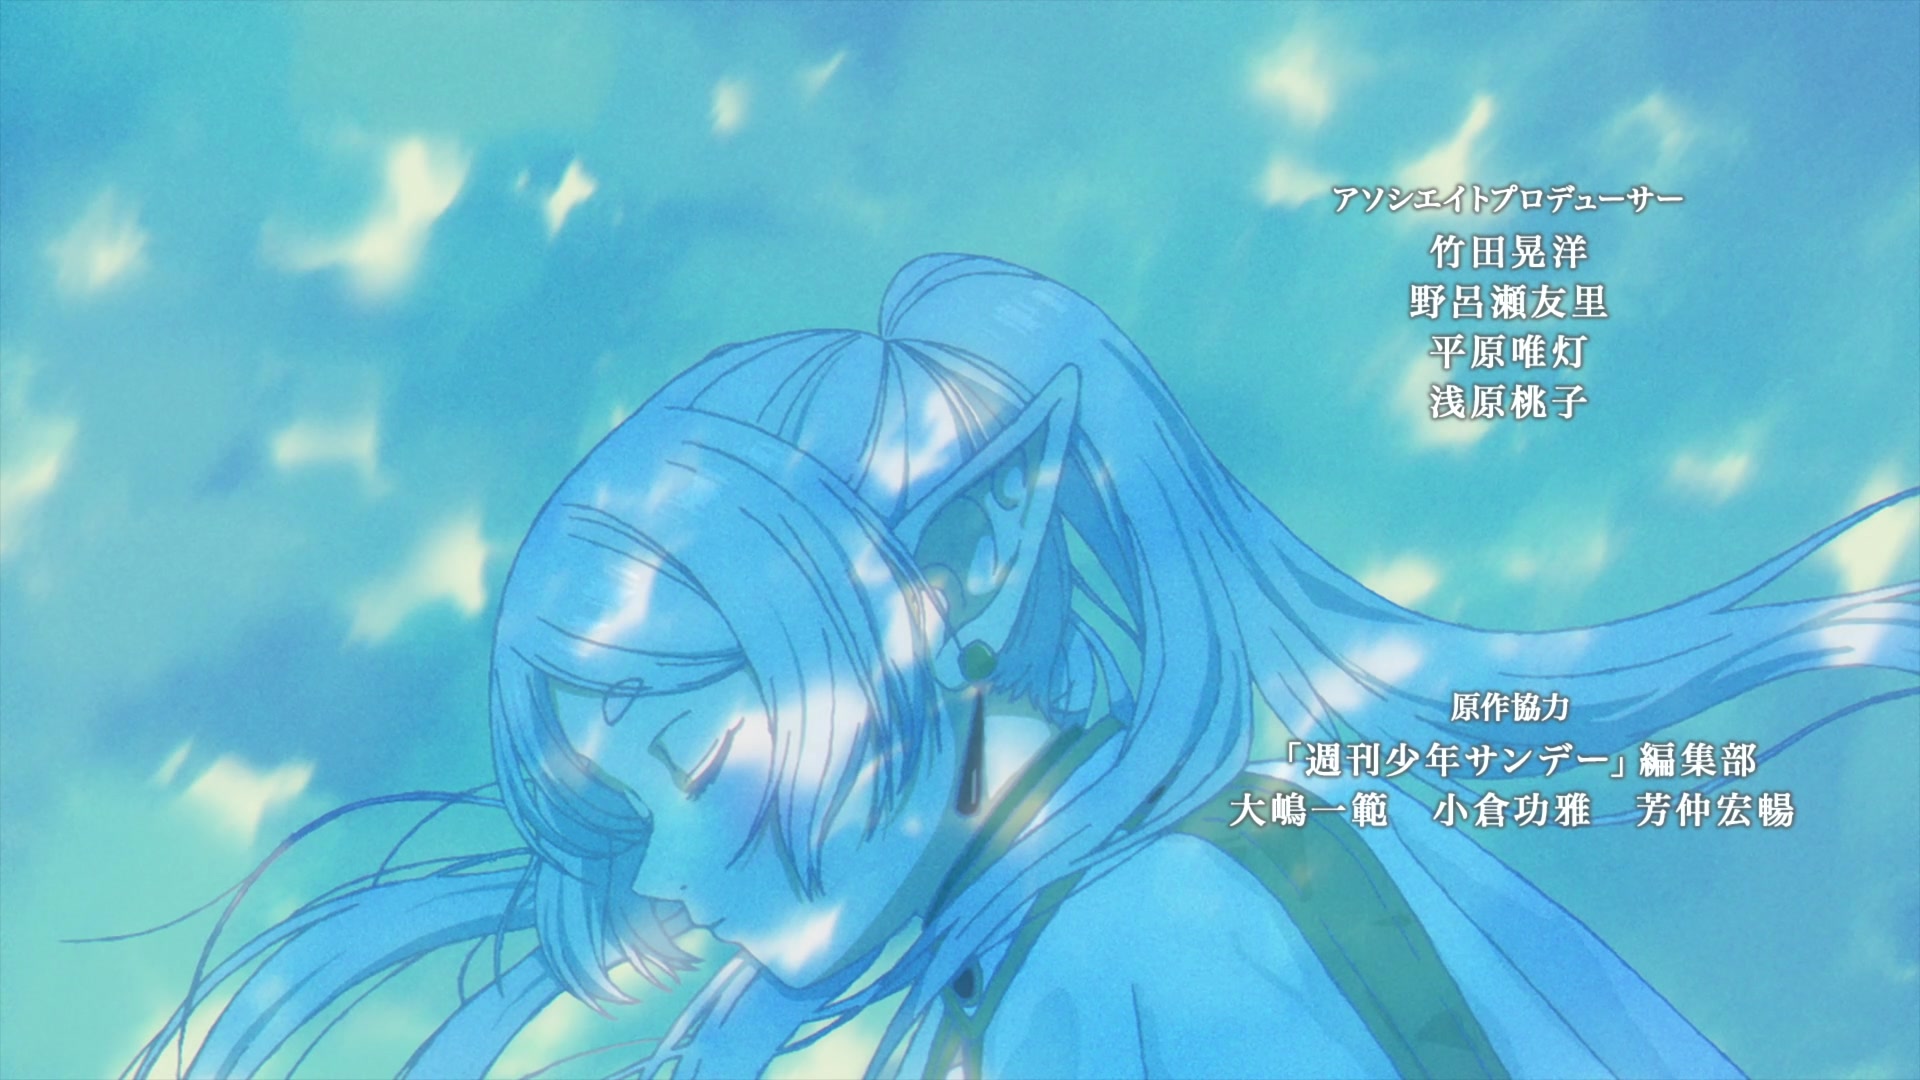 アソシエイトプロデューサー
竹田晃洋
野呂瀬友里
平原唯灯
浅原桃子
原作協力
「週刊少年サンデー」編集部
大嶋一範　小倉功雅　芳仲宏暢